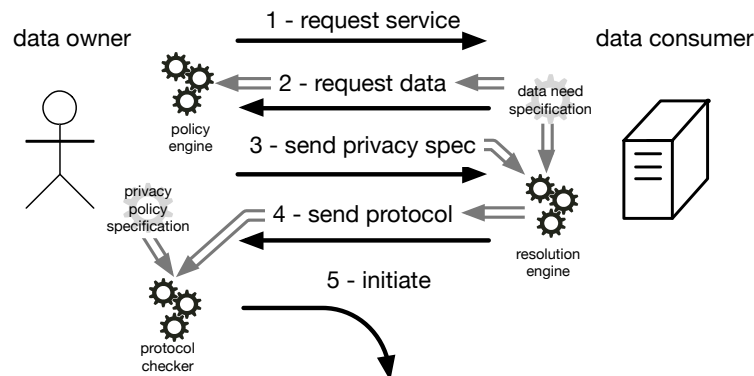 1 - request service
data owner
data consumer
2 - request data
data need
specification
policy
engine
3 - send privacy spec
privacy
policy
specification
4 - send protocol
resolution
engine
5 - initiate
protocol
checker